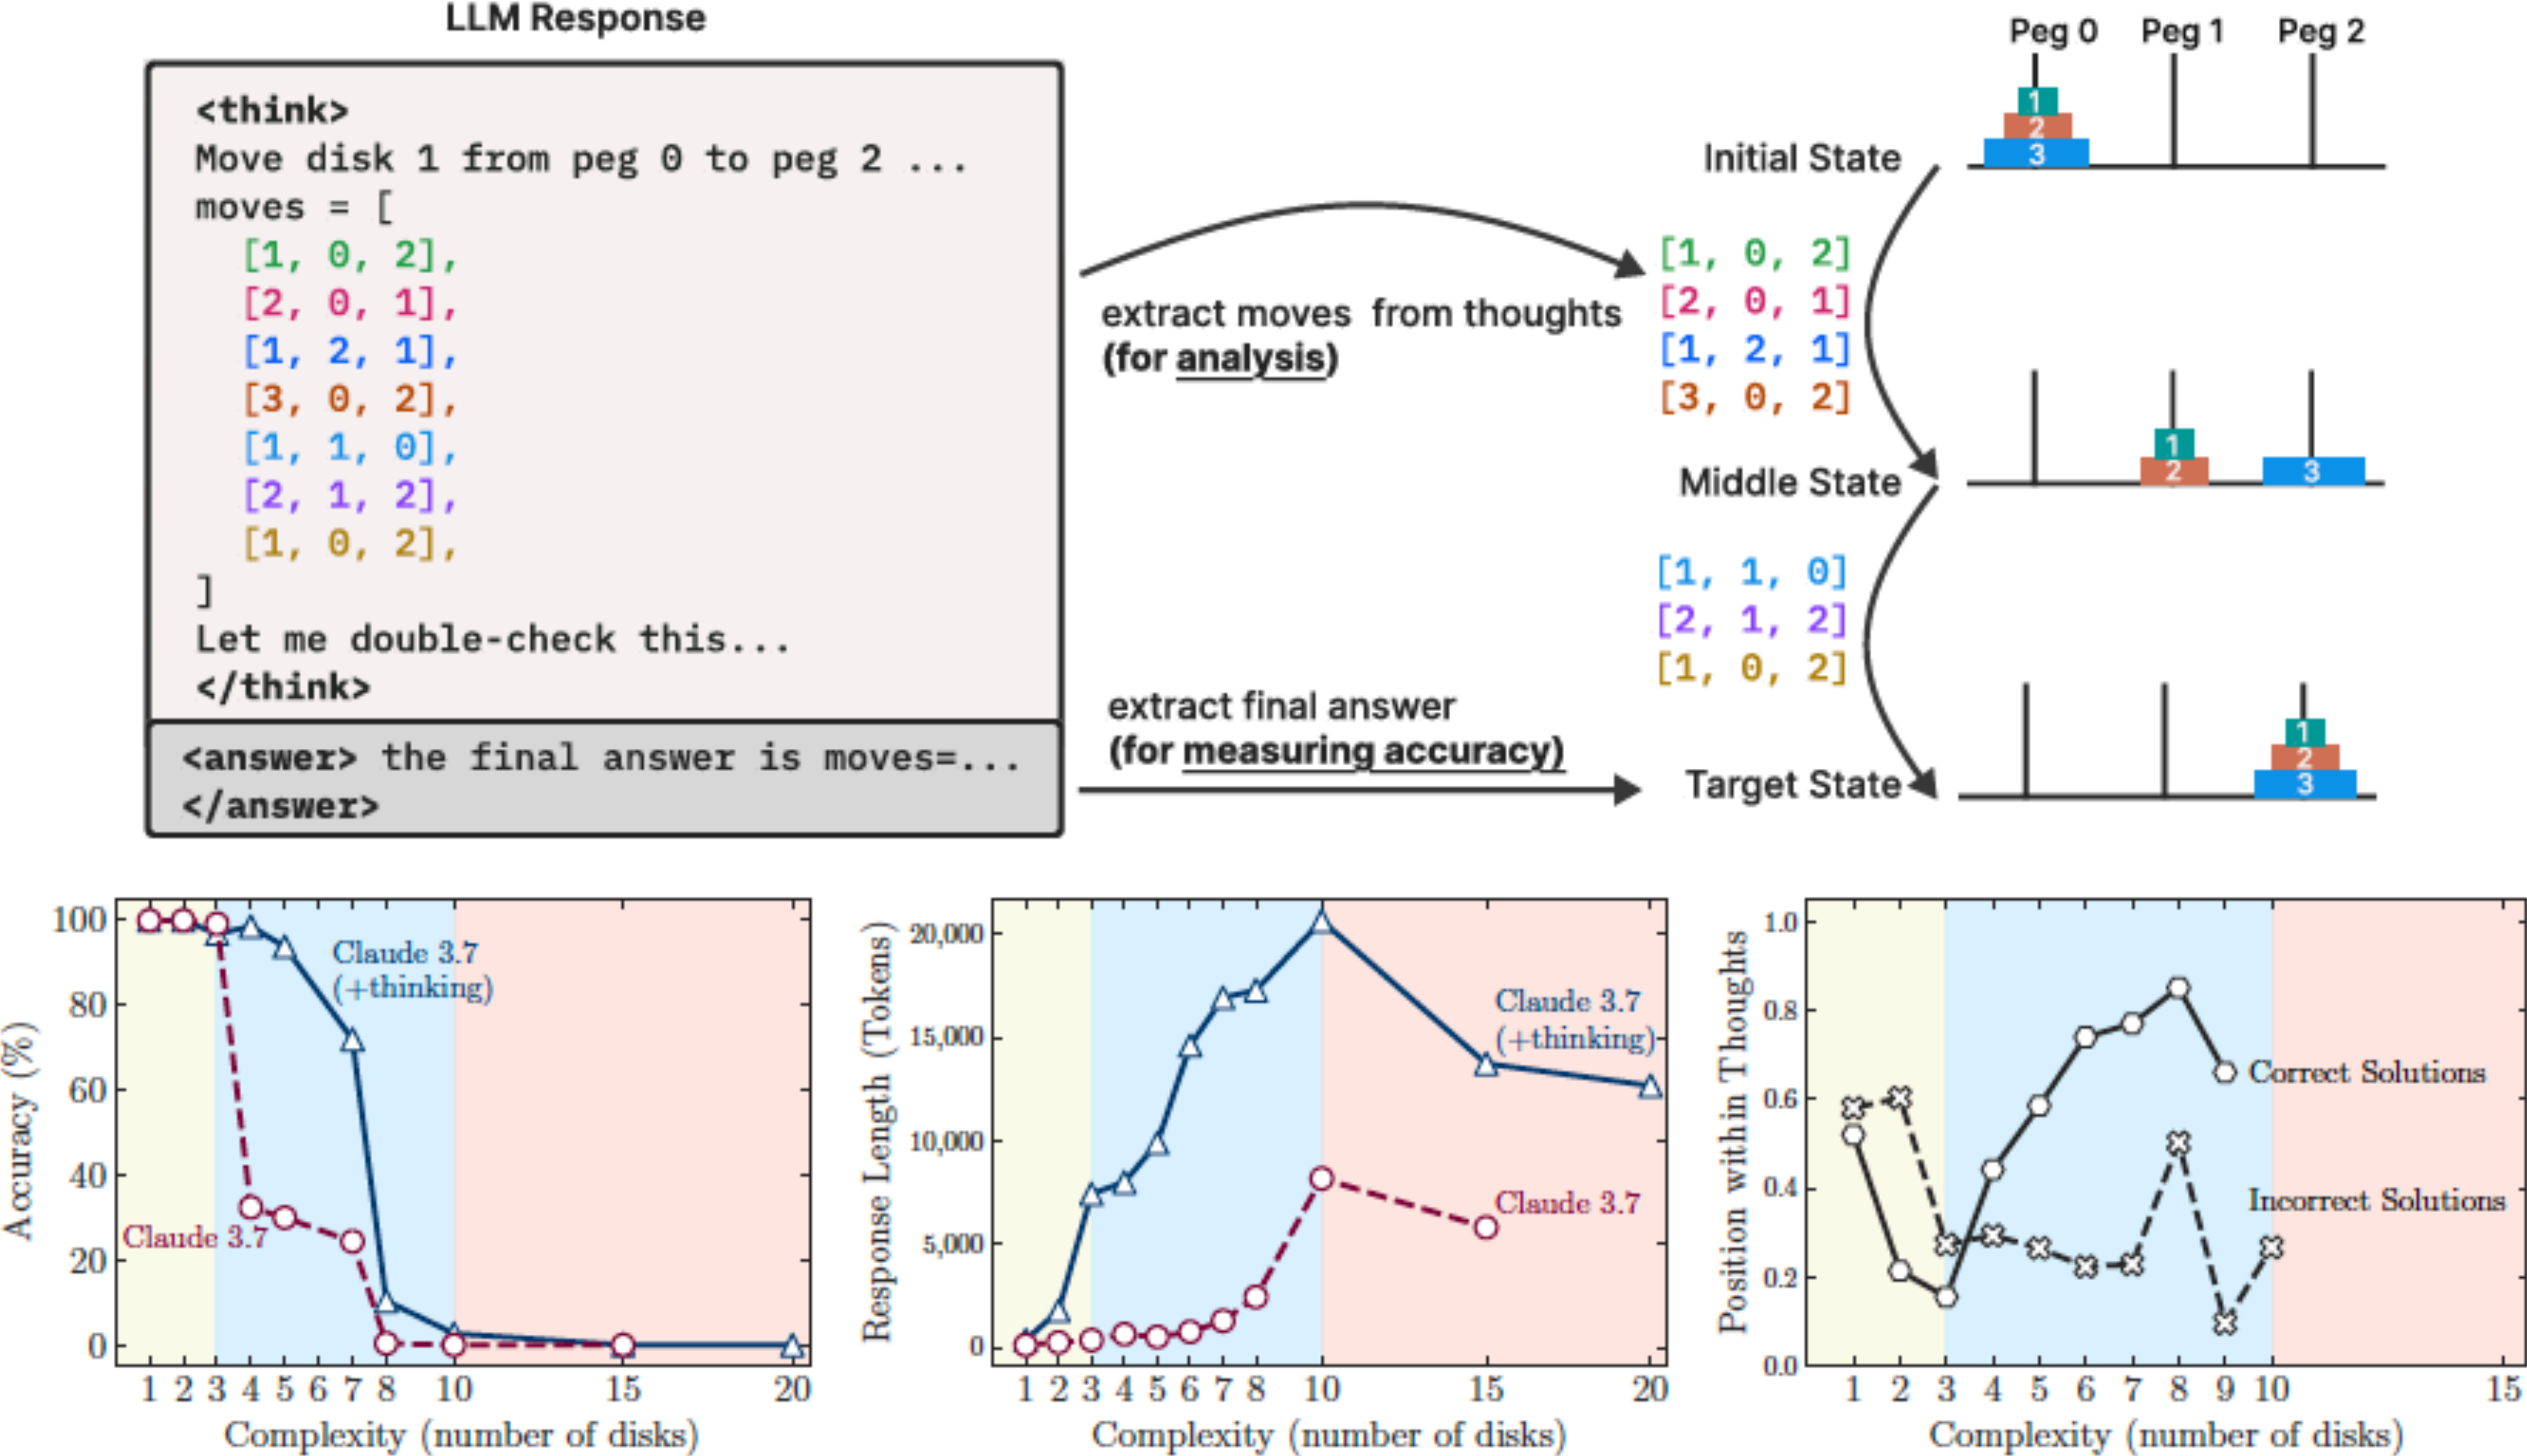 LLM Response
<think>
Move disk 1 from peg 0 to peg 2 ...
moves = [
[1, 0, 2],
[2, 0, 1],
[1, 2, 1],
[3, 0, 2],
[1, 1, 0],
[2, 1, 2],
[1, 0, 2],
]
Let me double-check this...
</think>
<answer> the final answer is moves=...
</answer>
extract moves from thoughts
(for analysis)
extract final answer
(for measuring accuracy)
Peg 0 Peg 1 Peg 2
1
2
3
Initial State
[1, 0, 2]
[2, 0, 1]
[1, 2, 1]
[3, 0, 2]
1
2 3
Middle State
[1, 1, 0]
[2, 1, 2]
[1, 0, 2]
1
2
3
Target State
Accuracy (%)
100
80
60
40
20
0
Claude 3.7
(+thinking)
Claude 3.7
1 2 3 4 5 6 7 8 10 15 20
Complexity (number of disks)
Response Length (Tokens)
20,000
15,000
10,000
5,000
0
Claude 3.7
(+thinking)
Claude 3.7
1 2 3 4 5 6 7 8 10 15 20
Complexity (number of disks)
Position within Thoughts
1.0
0.8
0.6
0.4
0.2
0.0
Correct Solutions
Incorrect Solutions
1 2 3 4 5 6 7 8 9 10 15
Complexity (number of disks)